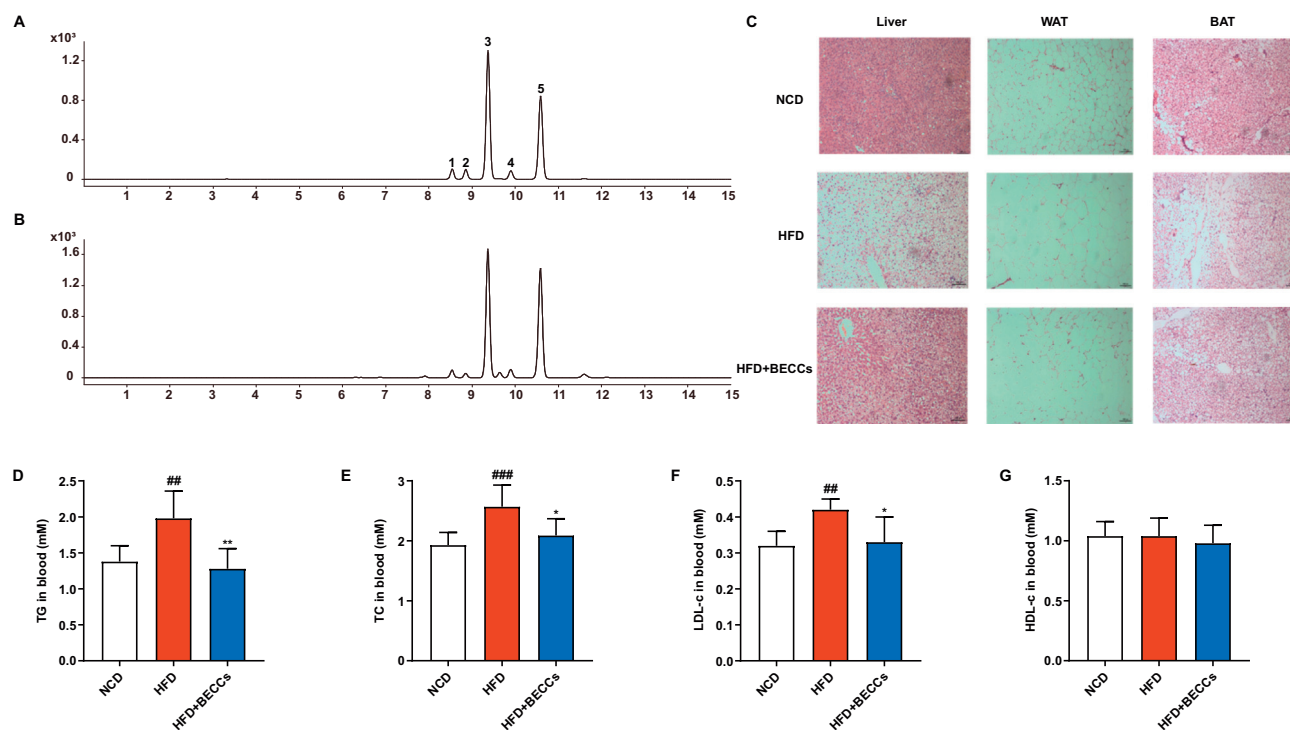 A
x10³
1.2
0.8
0.4
0
1 2 3 4 5
1 2 3 4 5 6 7 8 9 10 11 12 13 14 15
B
x10³
1.6
1.2
0.8
0.4
0
1 2 3 4 5 6 7 8 9 10 11 12 13 14 15
C
Liver WAT BAT
NCD
HFD
HFD+BECCs
D
TG in blood (mM)
2.5
2.0
1.5
1.0
0.5
0.0
##
**
NCD HFD HFD+BECCs
E
TC in blood (mM)
3
2
1
0
###
*
NCD HFD HFD+BECCs
F
LDL-c in blood (mM)
0.5
0.4
0.3
0.2
0.1
0.0
##
*
NCD HFD HFD+BECCs
G
HDL-c in blood (mM)
1.5
1.0
0.5
0.0
NCD HFD HFD+BECCs